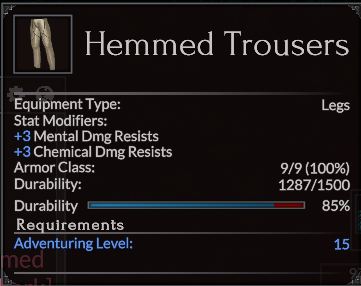 Hemmed Trousers
Equipment Type: Legs
Stat Modifiers:
+3 Mental Dmg Resists
+3 Chemical Dmg Resists
Armor Class: 9/9 (100%)
Durability: 1287/1500
Durability 85%
Requirements
Adventuring Level: 15